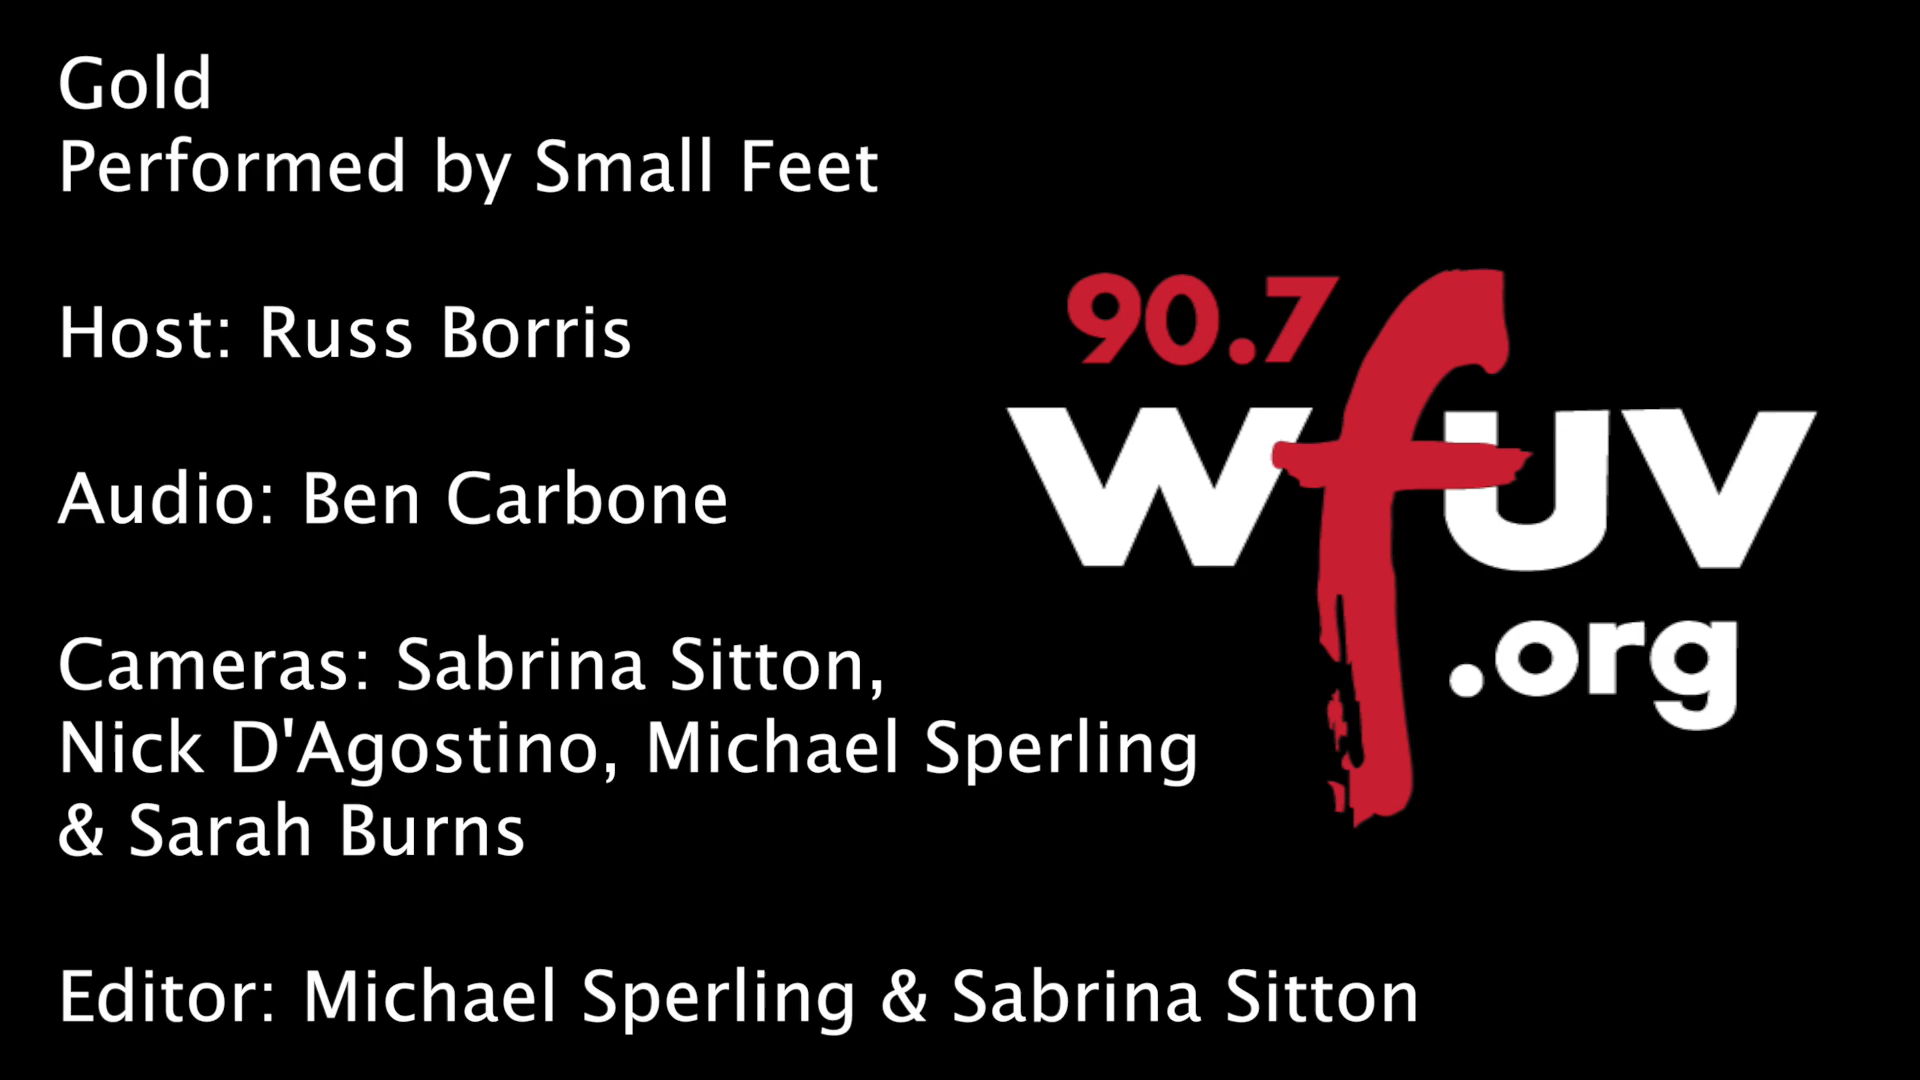 Gold
Performed by Small Feet
Host: Russ Borris
Audio: Ben Carbone
Cameras: Sabrina Sitton,
Nick D'Agostino, Michael Sperling
& Sarah Burns
Editor: Michael Sperling & Sabrina Sitton
90.7
wfuv
.org